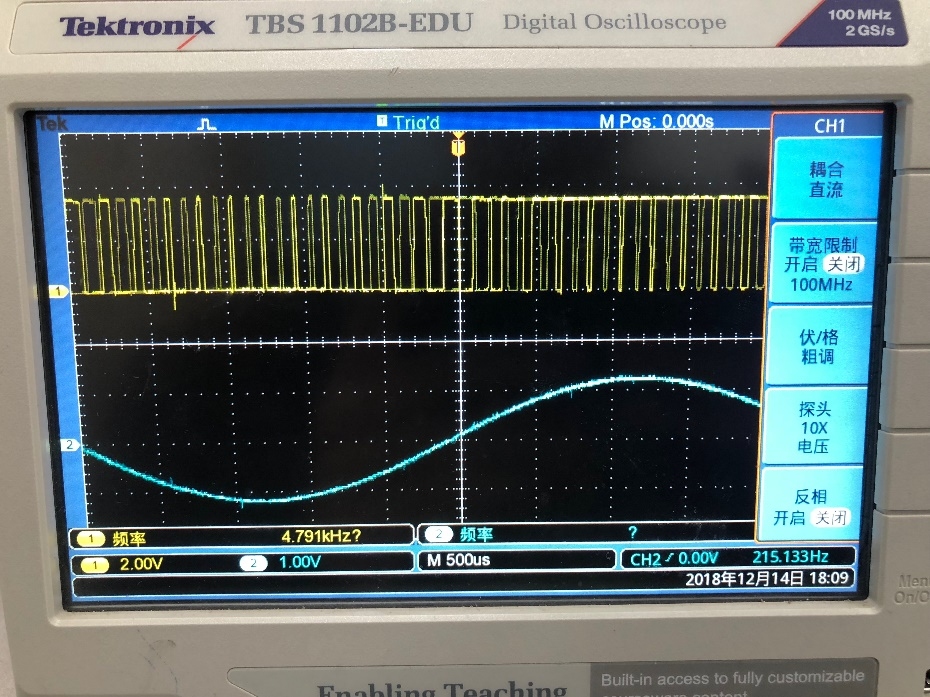 Tektronix TBS 1102B-EDU Digital Oscilloscope
100 MHz
2 GS/s
Tek Trig'd M Pos: 0.000s CH1
T
耦合
直流
带宽限制
开启 关闭
100MHz
1
伏/格
粗调
探头
10X
电压
2
反相
开启 关闭
1 频率 4.791kHz? 2 频率 ?
1 2.00V 2 1.00V M 500us CH2 0.00V 215.133Hz
2018年12月14日 18:09
On/O
Enabling Teaching
Built-in access to fully customizable
courseware content